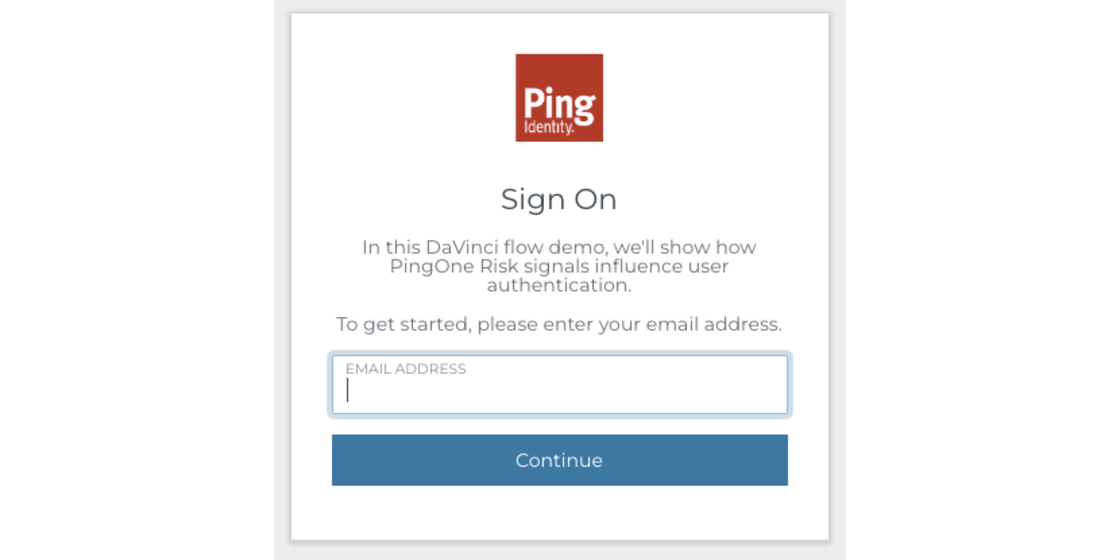 Ping
Identity.
Sign On
In this DaVinci flow demo, we'll show how
PingOne Risk signals influence user
authentication.
To get started, please enter your email address.
EMAIL ADDRESS
Continue